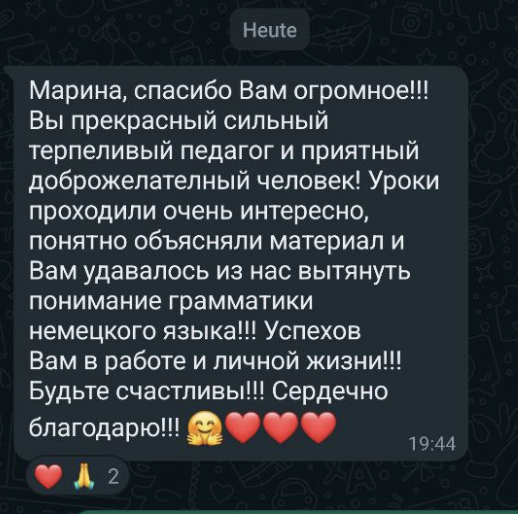 Heute
Марина, спасибо Вам огромное!!!
Вы прекрасный сильный
терпеливый педагог и приятный
доброжелателный человек! Уроки
проходили очень интересно,
понятно объясняли материал и
Вам удавалось из нас вытянуть
понимание грамматики
немецкого языка!!! Успехов
Вам в работе и личной жизни!!!
Будьте счастливы!!! Сердечно
благодарю!!! 🤗❤️❤️❤️
19:44
❤️ 🙏 2